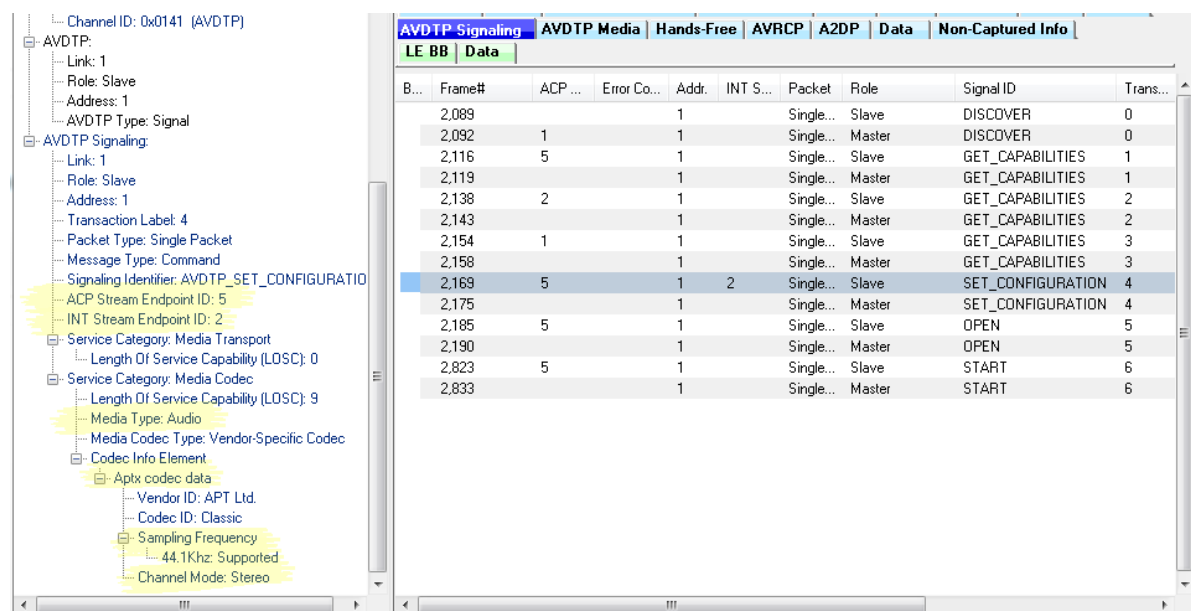 Channel ID: 0x0141 (AVDTP)
AVDTP:
Link: 1
Role: Slave
Address: 1
AVDTP Type: Signal
AVDTP Signaling:
Link: 1
Role: Slave
Address: 1
Transaction Label: 4
Packet Type: Single Packet
Message Type: Command
Signaling Identifier: AVDTP_SET_CONFIGURATIO
ACP Stream Endpoint ID: 5
INT Stream Endpoint ID: 2
Service Category: Media Transport
Length Of Service Capability (LOSC): 0
Service Category: Media Codec
Length Of Service Capability (LOSC): 9
Media Type: Audio
Media Codec Type: Vendor-Specific Codec
Codec Info Element
Aptx codec data
Vendor ID: APT Ltd.
Codec ID: Classic
Sampling Frequency
44.1Khz: Supported
Channel Mode: Stereo
AVDTP Signaling AVDTP Media Hands-Free AVRCP A2DP Data Non-Captured Info
LE BB Data
B... Frame# ACP ... Error Co... Addr. INT S... Packet Role Signal ID Trans...
2,089 1 Single... Slave DISCOVER 0
2,092 1 1 Single... Master DISCOVER 0
2,116 5 1 Single... Slave GET_CAPABILITIES 1
2,119 1 Single... Master GET_CAPABILITIES 1
2,138 2 1 Single... Slave GET_CAPABILITIES 2
2,143 1 Single... Master GET_CAPABILITIES 2
2,154 1 1 Single... Slave GET_CAPABILITIES 3
2,158 1 Single... Master GET_CAPABILITIES 3
2,169 5 1 2 Single... Slave SET_CONFIGURATION 4
2,175 1 Single... Master SET_CONFIGURATION 4
2,185 5 1 Single... Slave OPEN 5
2,190 1 Single... Master OPEN 5
2,823 5 1 Single... Slave START 6
2,833 1 Single... Master START 6